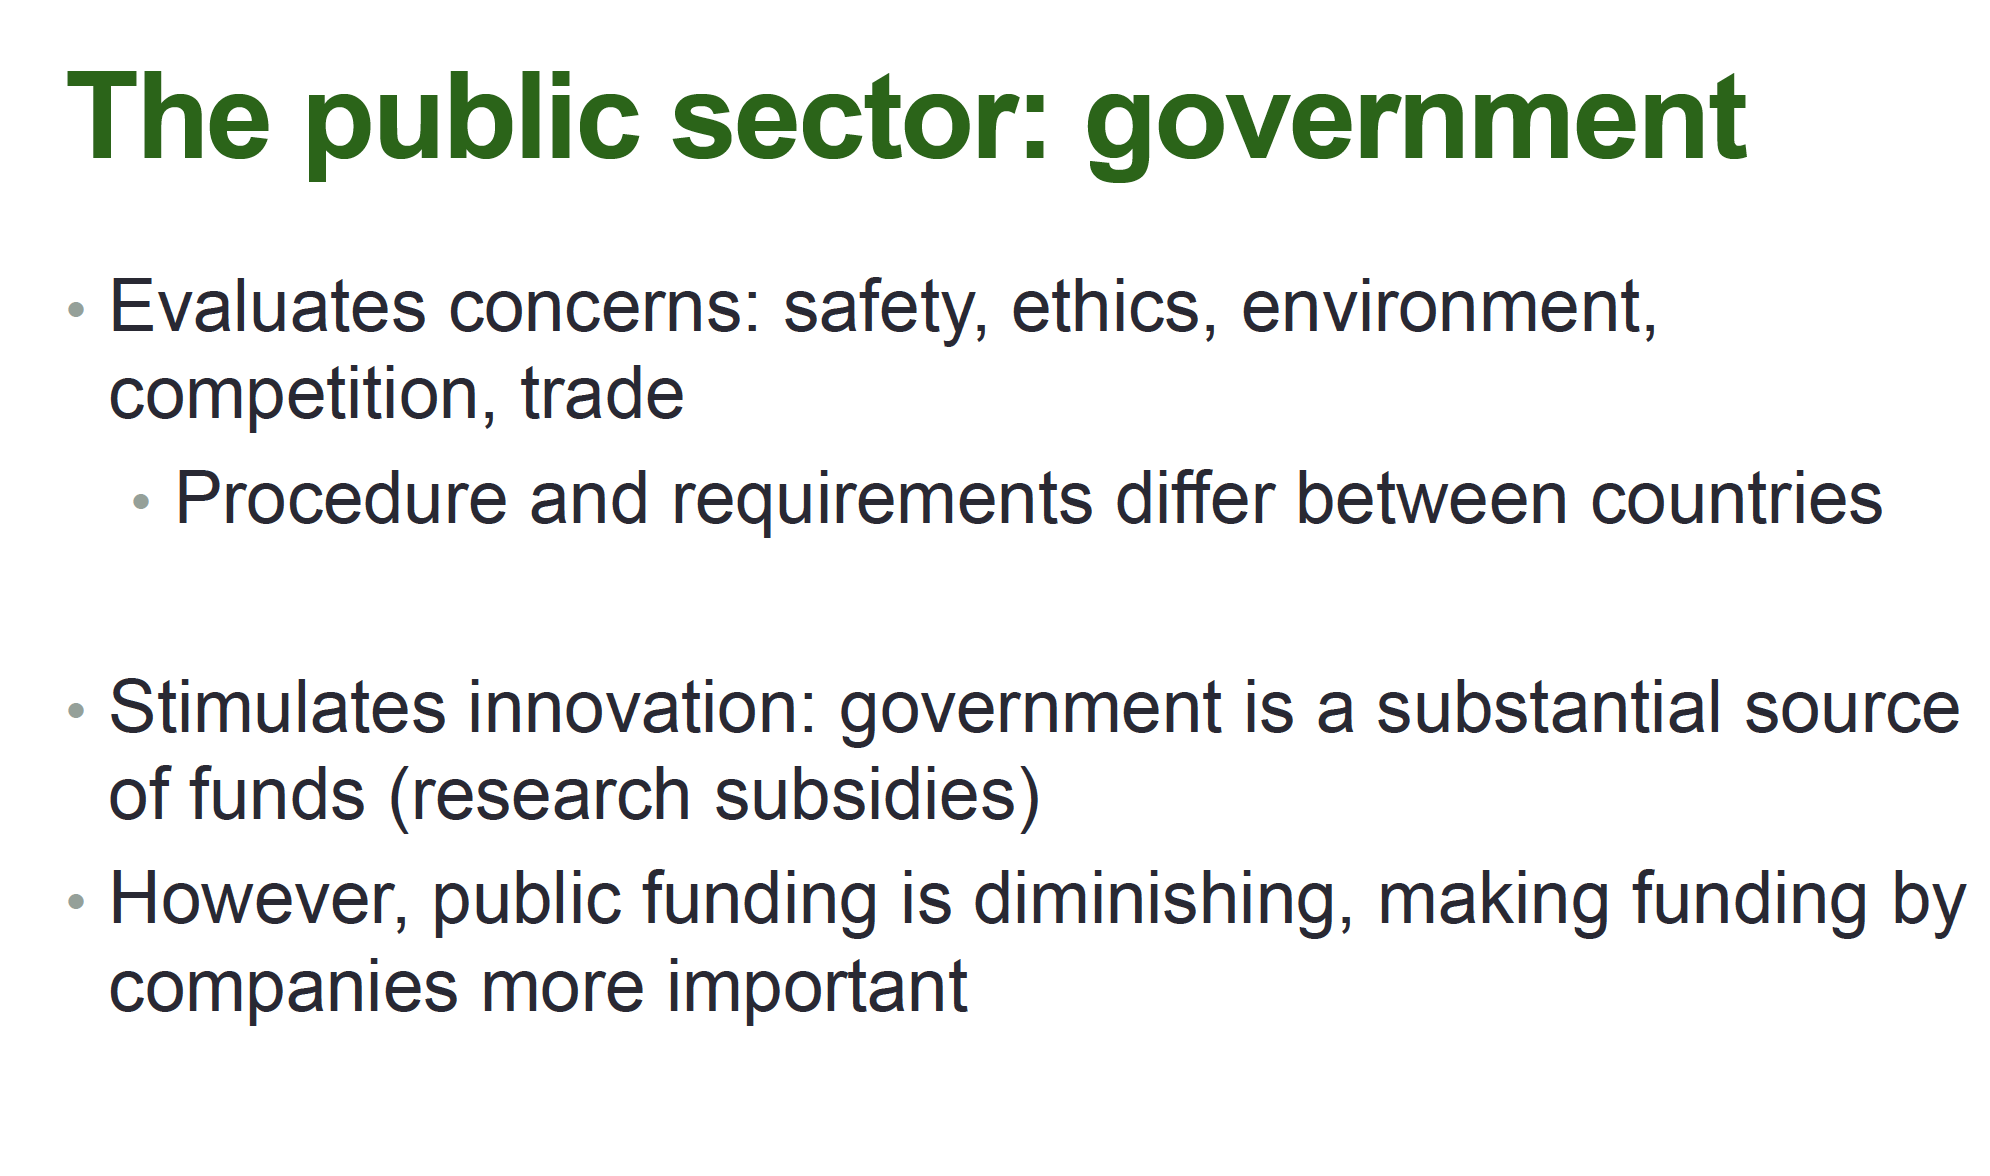 The public sector: government
• Evaluates concerns: safety, ethics, environment,
competition, trade
• Procedure and requirements differ between countries
• Stimulates innovation: government is a substantial source
of funds (research subsidies)
• However, public funding is diminishing, making funding by
companies more important